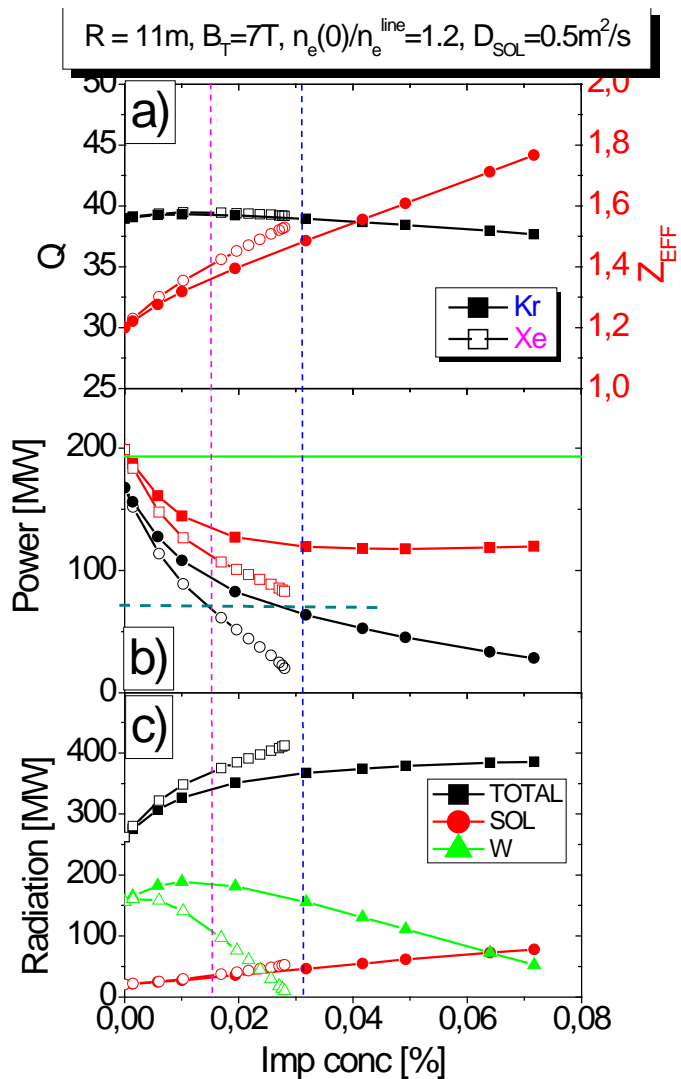 R = 11m, B_T=7T, n_e(0)/n_e^line=1.2, D_SOL=0.5m²/s
a)
50
45
40
35
30
25
Q
2,0
1,8
1,6
1,4
1,2
1,0
Z_EFF
Kr
Xe
b)
200
100
0
Power [MW]
c)
400
300
200
100
0
Radiation [MW]
TOTAL
SOL
W
0,00 0,02 0,04 0,06 0,08
Imp conc [%]